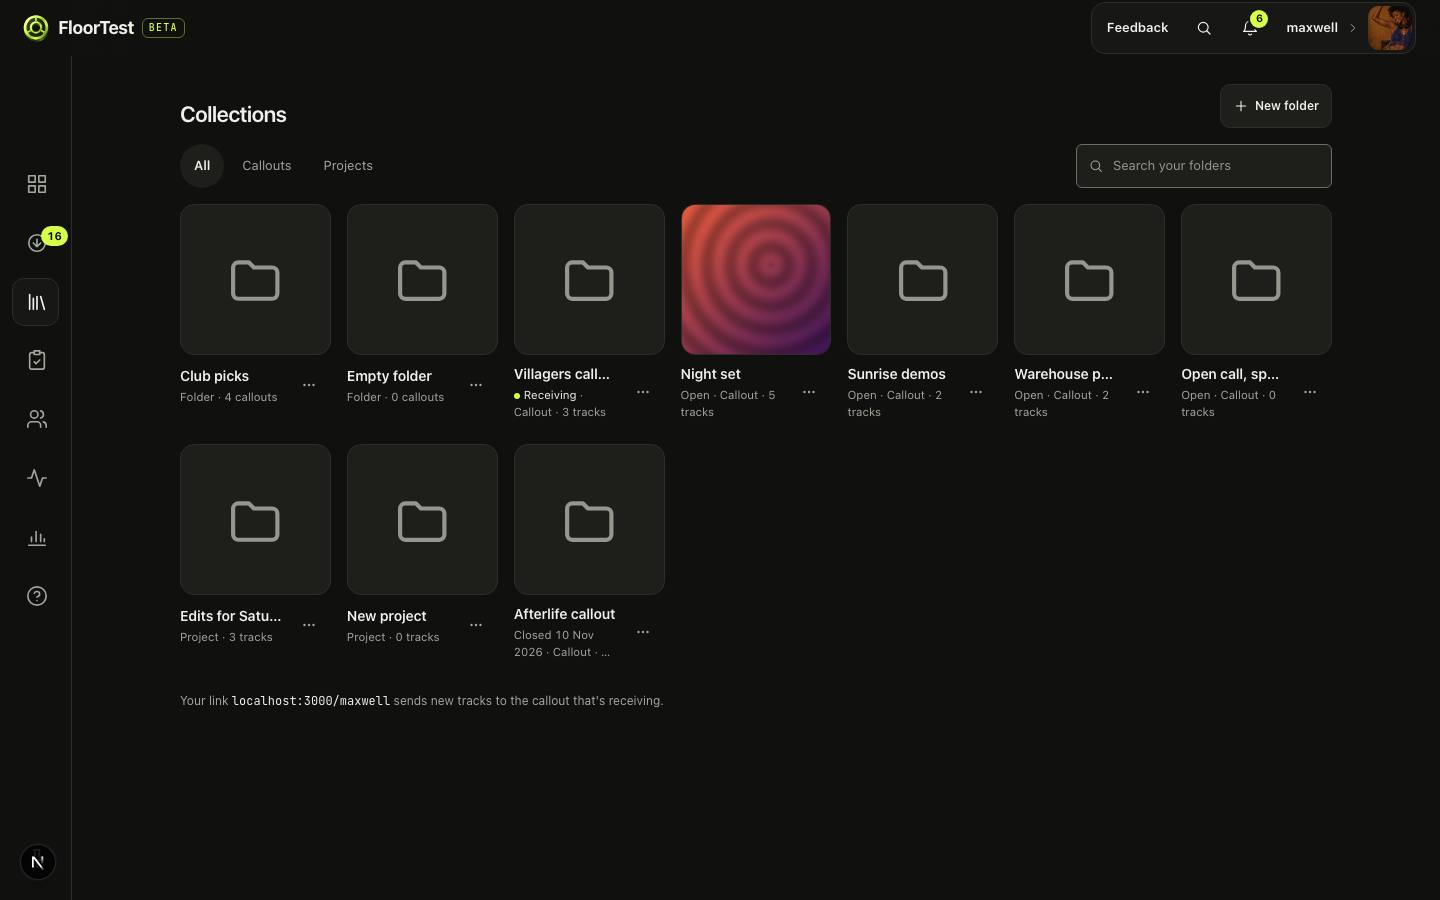 FloorTest BETA
Feedback
6
maxwell
Collections
New folder
All Callouts Projects
Search your folders
16
Club picks
Folder · 4 callouts
Empty folder
Folder · 0 callouts
Villagers call...
Receiving ·
Callout · 3 tracks
Night set
Open · Callout · 5
tracks
Sunrise demos
Open · Callout · 2
tracks
Warehouse p...
Open · Callout · 2
tracks
Open call, sp...
Open · Callout · 0
tracks
Edits for Satu...
Project · 3 tracks
New project
Project · 0 tracks
Afterlife callout
Closed 10 Nov
2026 · Callout · ...
Your link localhost:3000/maxwell sends new tracks to the callout that's receiving.
N